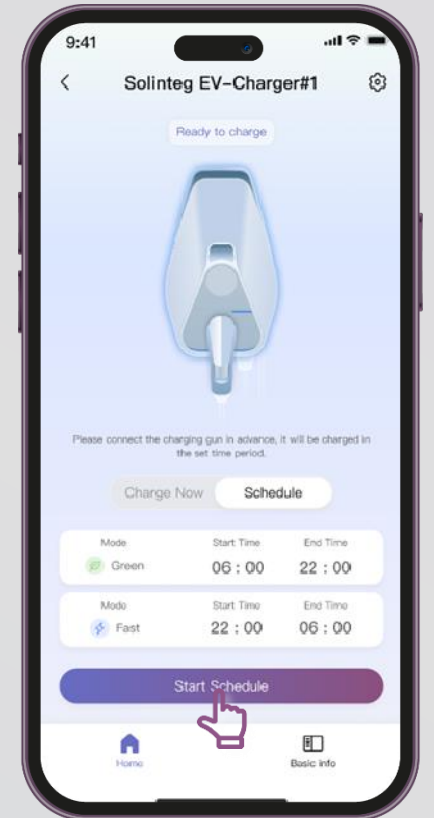 9:41
Solinteg EV-Charger#1
Ready to charge
Please connect the charging gun in advance, it will be charged in
the set time period.
Charge Now Schedule
Mode Start Time End Time
Green 06 : 00 22 : 00
Mode Start Time End Time
Fast 22 : 00 06 : 00
Start Schedule
Home Basic info